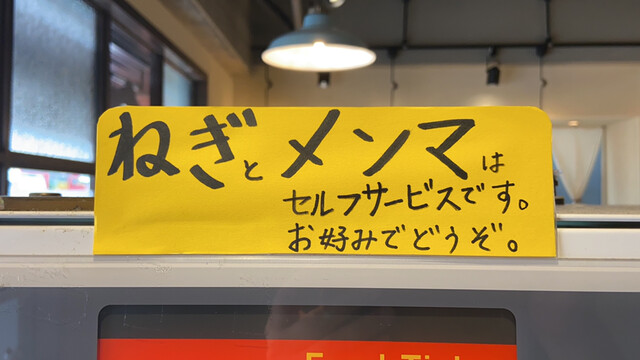 ねぎとメンマは
セルフサービスです。
お好みでどうぞ。